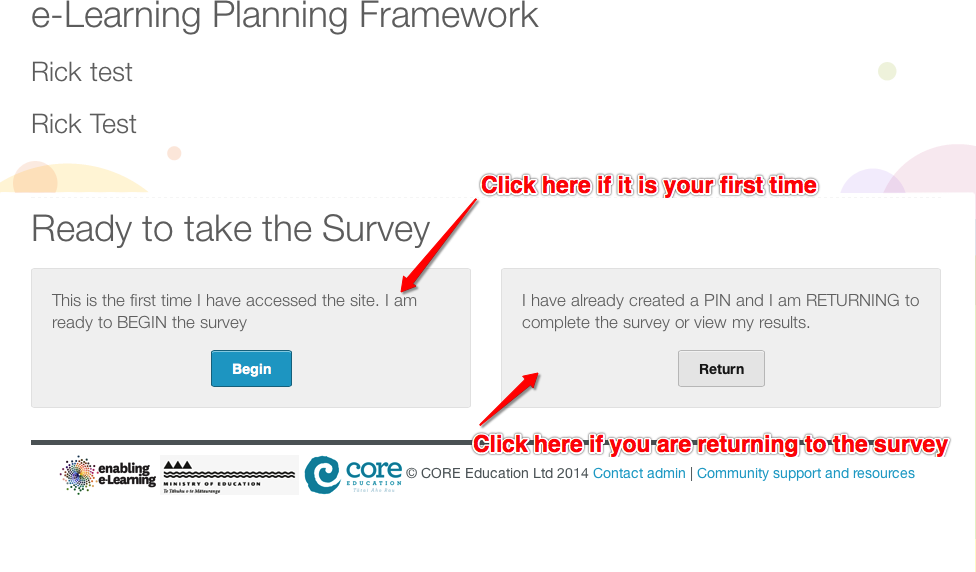 e-Learning Planning Framework
Rick test
Rick Test
Click here if it is your first time
Ready to take the Survey
This is the first time I have accessed the site. I am
ready to BEGIN the survey
Begin
I have already created a PIN and I am RETURNING to
complete the survey or view my results.
Return
Click here if you are returning to the survey
enabling
e-Learning
MINISTRY OF EDUCATION
Te Tāhuhu o te Mātauranga
core
EDUCATION
Tātai Aho Rau
© CORE Education Ltd 2014 Contact admin | Community support and resources